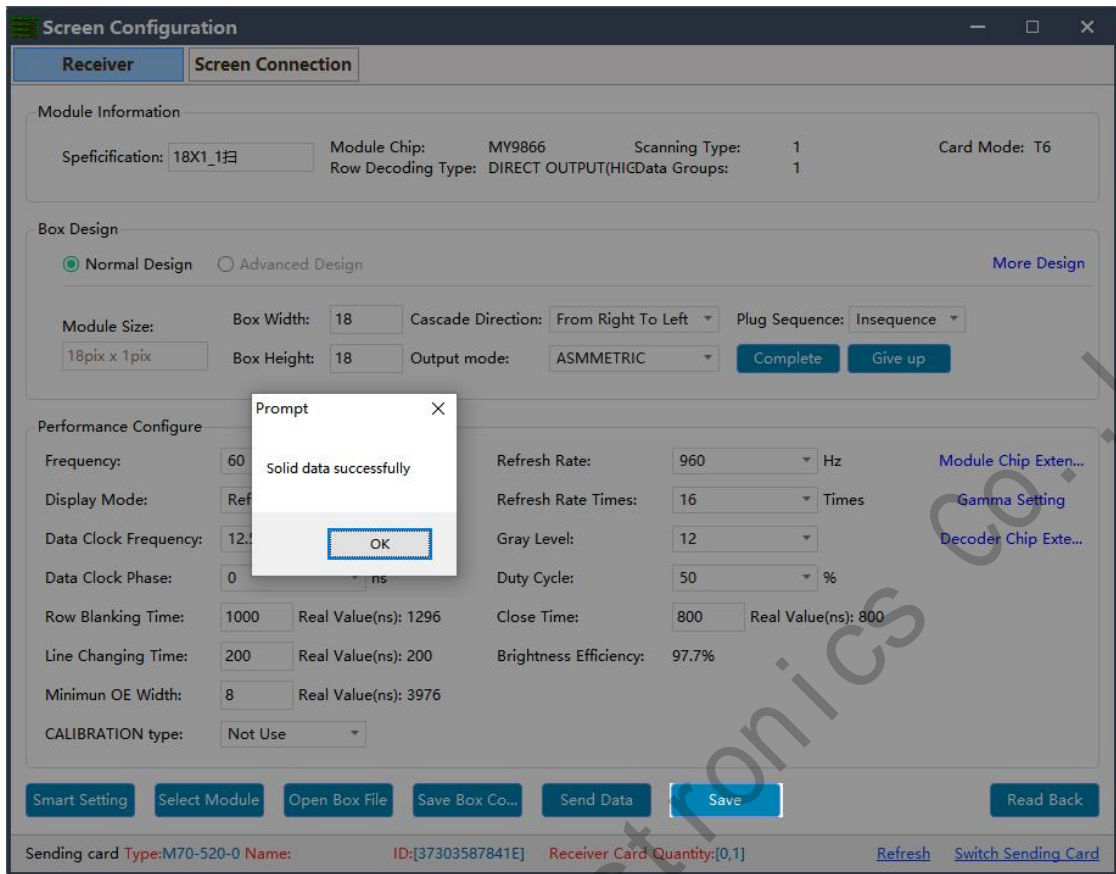 Screen Configuration
Receiver Screen Connection
Module Information
Speficification: 18X1_1扫 Module Chip: MY9866 Scanning Type: 1 Card Mode: T6
Row Decoding Type: DIRECT OUTPUT(HIGData Groups: 1
Box Design
Normal Design Advanced Design More Design
Module Size: Box Width: 18 Cascade Direction: From Right To Left Plug Sequence: Insequence
18pix x 1pix Box Height: 18 Output mode: ASMMETRIC Complete Give up
Prompt
Solid data successfully
OK
Performance Configure
Frequency: 60 Refresh Rate: 960 Hz Module Chip Exten...
Display Mode: Ref Refresh Rate Times: 16 Times Gamma Setting
Data Clock Frequency: 12.5 Gray Level: 12 Decoder Chip Exte...
Data Clock Phase: 0 ns Duty Cycle: 50 %
Row Blanking Time: 1000 Real Value(ns): 1296 Close Time: 800 Real Value(ns): 800
Line Changing Time: 200 Real Value(ns): 200 Brightness Efficiency: 97.7%
Minimun OE Width: 8 Real Value(ns): 3976
CALIBRATION type: Not Use
Smart Setting Select Module Open Box File Save Box Co... Send Data Save Read Back
Sending card Type:M70-520-0 Name: ID:[37303587841E] Receiver Card Quantity:[0,1] Refresh Switch Sending Card
stronics Co.,